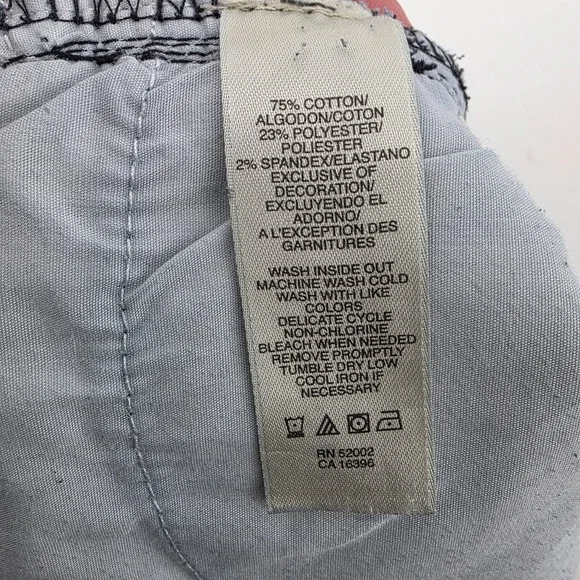 75% COTTON/
ALGODON/COTON
23% POLYESTER/
POLIESTER
2% SPANDEX/ELASTANO
EXCLUSIVE OF
DECORATION/
EXCLUYENDO EL
ADORNO/
A L'EXCEPTION DES
GARNITURES
WASH INSIDE OUT
MACHINE WASH COLD
WASH WITH LIKE
COLORS
DELICATE CYCLE
NON-CHLORINE
BLEACH WHEN NEEDED
REMOVE PROMPTLY
TUMBLE DRY LOW
COOL IRON IF
NECESSARY
RN 52002
CA 16396